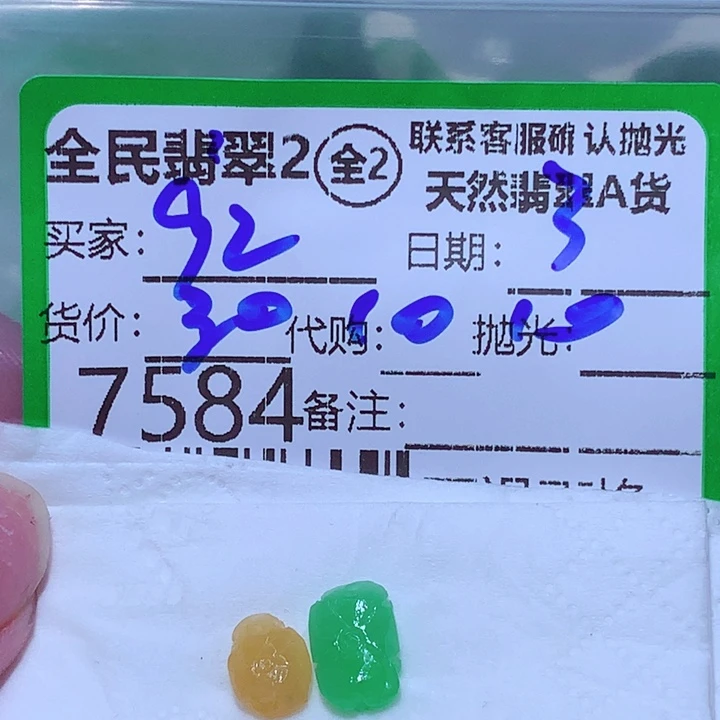 全民翡翠2 全2
联系客服确认抛光
天然翡翠A货
买家: 92 日期: 3
货价: 30 代购: 10 抛光: 10
7584 备注: